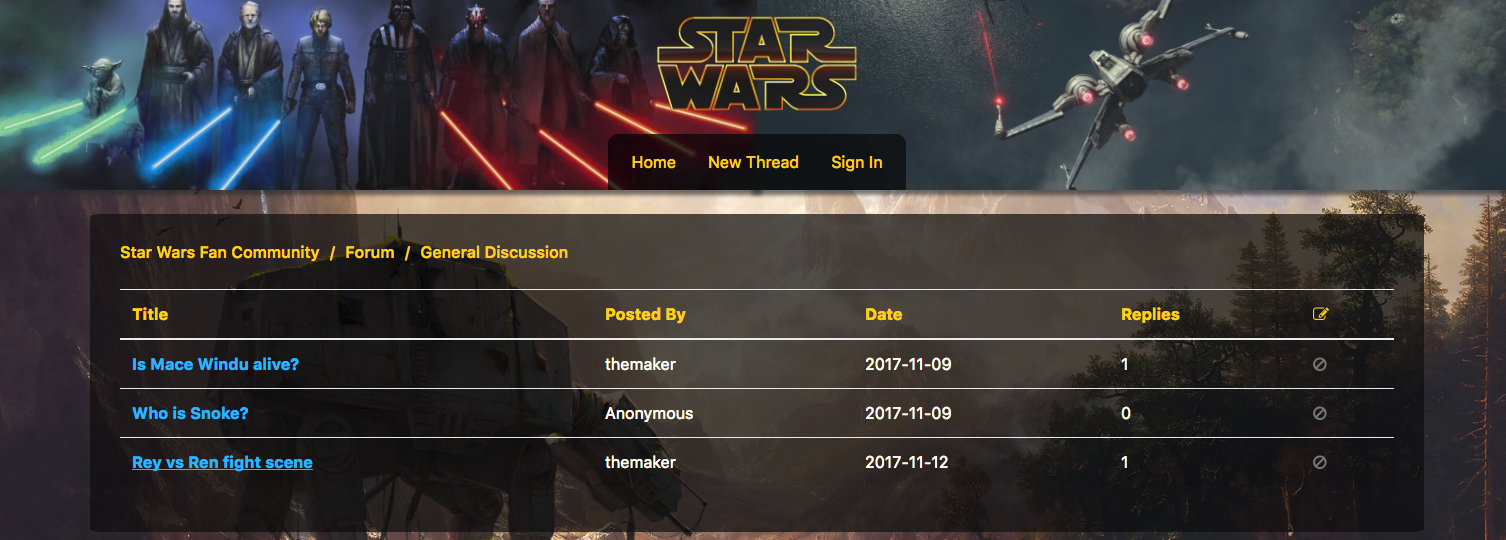 STAR
WARS
Home New Thread Sign In
Star Wars Fan Community / Forum / General Discussion
Title Posted By Date Replies
Is Mace Windu alive? themaker 2017-11-09 1
Who is Snoke? Anonymous 2017-11-09 0
Rey vs Ren fight scene themaker 2017-11-12 1